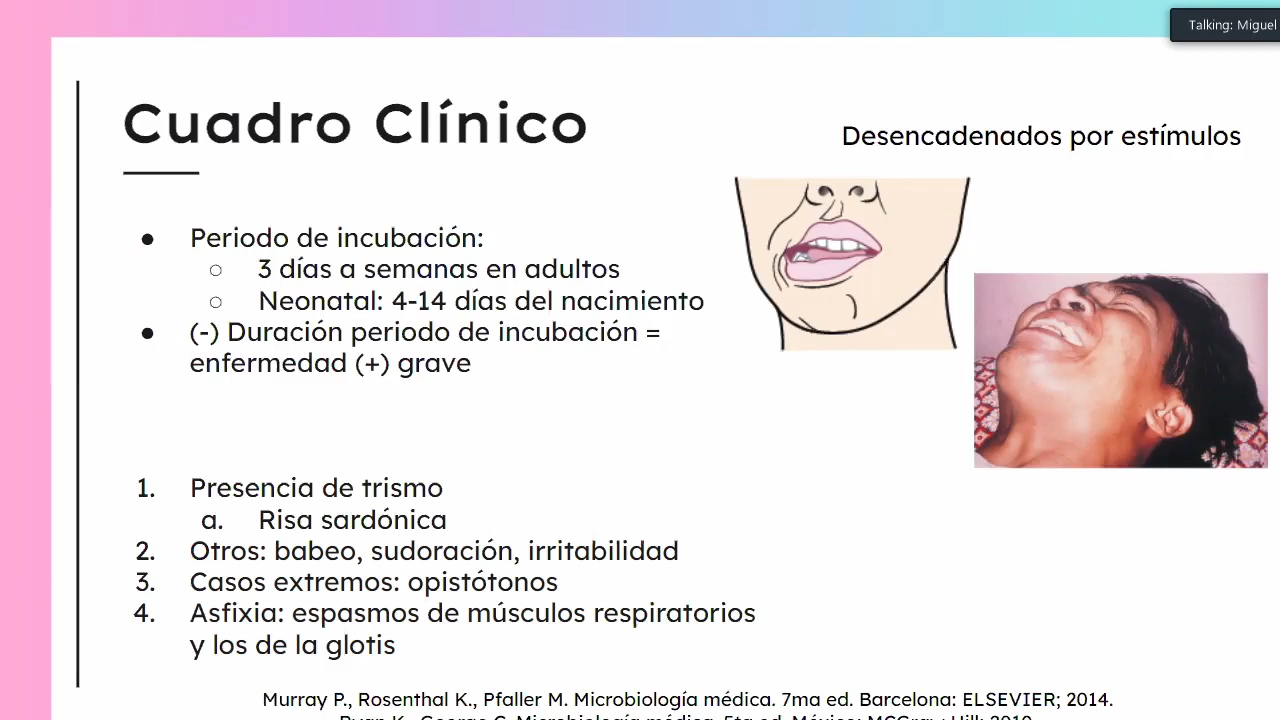 Talking: Miguel
Cuadro Clínico
Desencadenados por estímulos
● Periodo de incubación:
○ 3 días a semanas en adultos
○ Neonatal: 4-14 días del nacimiento
● (-) Duración periodo de incubación =
enfermedad (+) grave
1. Presencia de trismo
a. Risa sardónica
2. Otros: babeo, sudoración, irritabilidad
3. Casos extremos: opistótonos
4. Asfixia: espasmos de músculos respiratorios
y los de la glotis
Murray P., Rosenthal K., Pfaller M. Microbiología médica. 7ma ed. Barcelona: ELSEVIER; 2014.